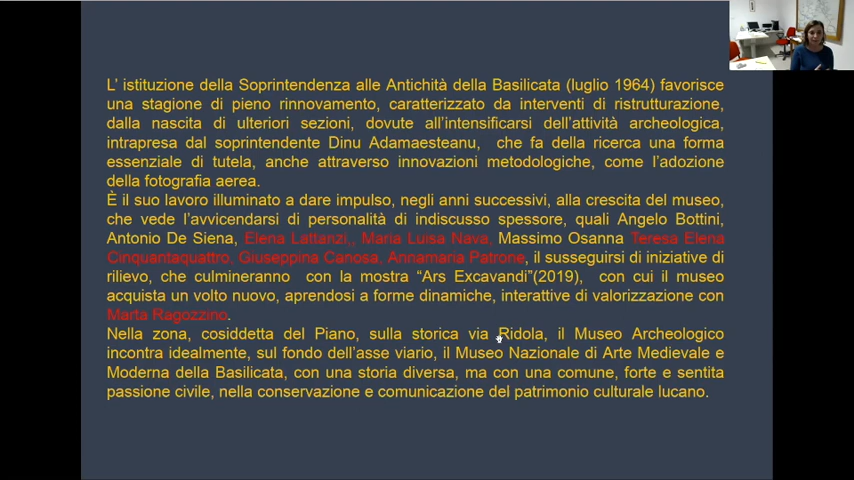 L' istituzione della Soprintendenza alle Antichità della Basilicata (luglio 1964) favorisce
una stagione di pieno rinnovamento, caratterizzato da interventi di ristrutturazione,
dalla nascita di ulteriori sezioni, dovute all'intensificarsi dell'attività archeologica,
intrapresa dal soprintendente Dinu Adamaesteanu, che fa della ricerca una forma
essenziale di tutela, anche attraverso innovazioni metodologiche, come l'adozione
della fotografia aerea.
È il suo lavoro illuminato a dare impulso, negli anni successivi, alla crescita del museo,
che vede l'avvicendarsi di personalità di indiscusso spessore, quali Angelo Bottini,
Antonio De Siena, Elena Lattanzi,, Maria Luisa Nava, Massimo Osanna Teresa Elena
Cinquantaquattro, Giuseppina Canosa, Annamaria Patrone, il susseguirsi di iniziative di
rilievo, che culmineranno con la mostra “Ars Excavandi”(2019), con cui il museo
acquista un volto nuovo, aprendosi a forme dinamiche, interattive di valorizzazione con
Marta Ragozzino.
Nella zona, cosiddetta del Piano, sulla storica via Ridola, il Museo Archeologico
incontra idealmente, sul fondo dell'asse viario, il Museo Nazionale di Arte Medievale e
Moderna della Basilicata, con una storia diversa, ma con una comune, forte e sentita
passione civile, nella conservazione e comunicazione del patrimonio culturale lucano.